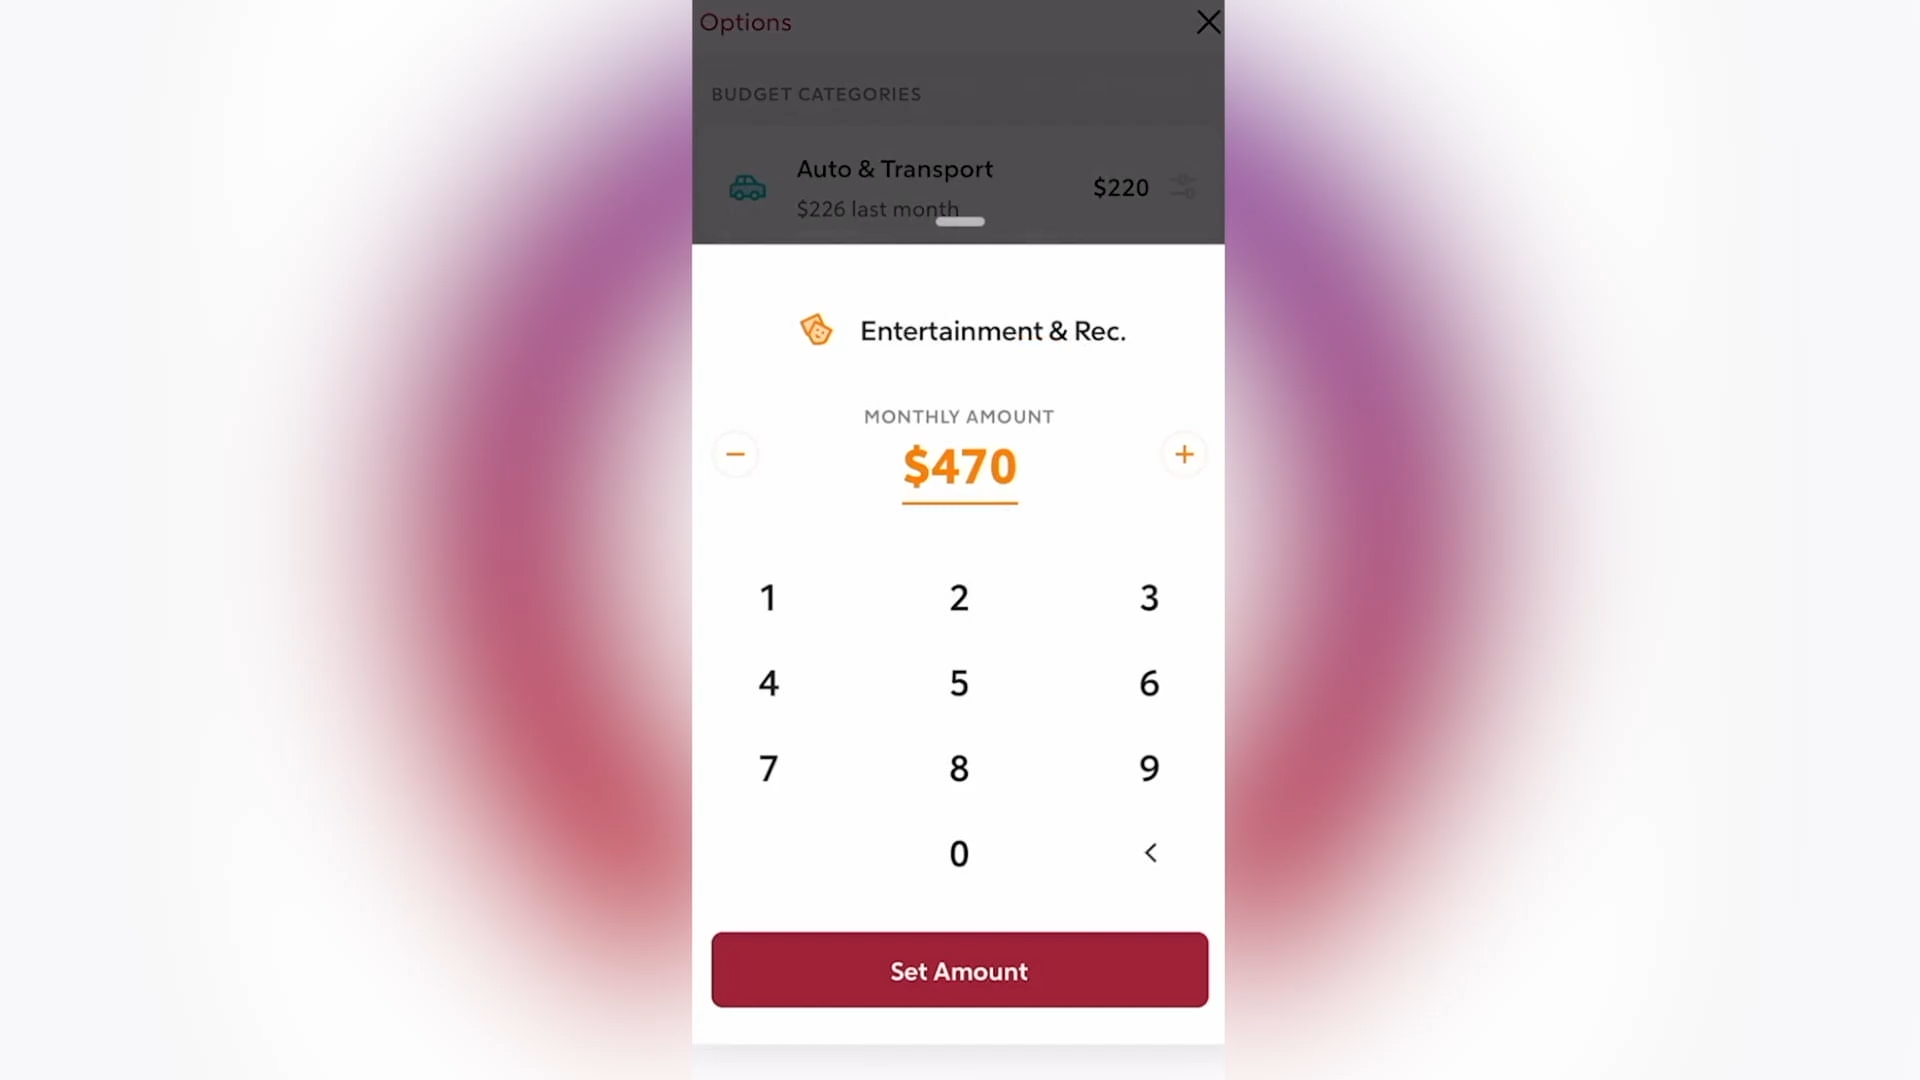 Options
BUDGET CATEGORIES
Auto & Transport
$220
$226 last month
Entertainment & Rec.
MONTHLY AMOUNT
$470
1 2 3
4 5 6
7 8 9
0
Set Amount